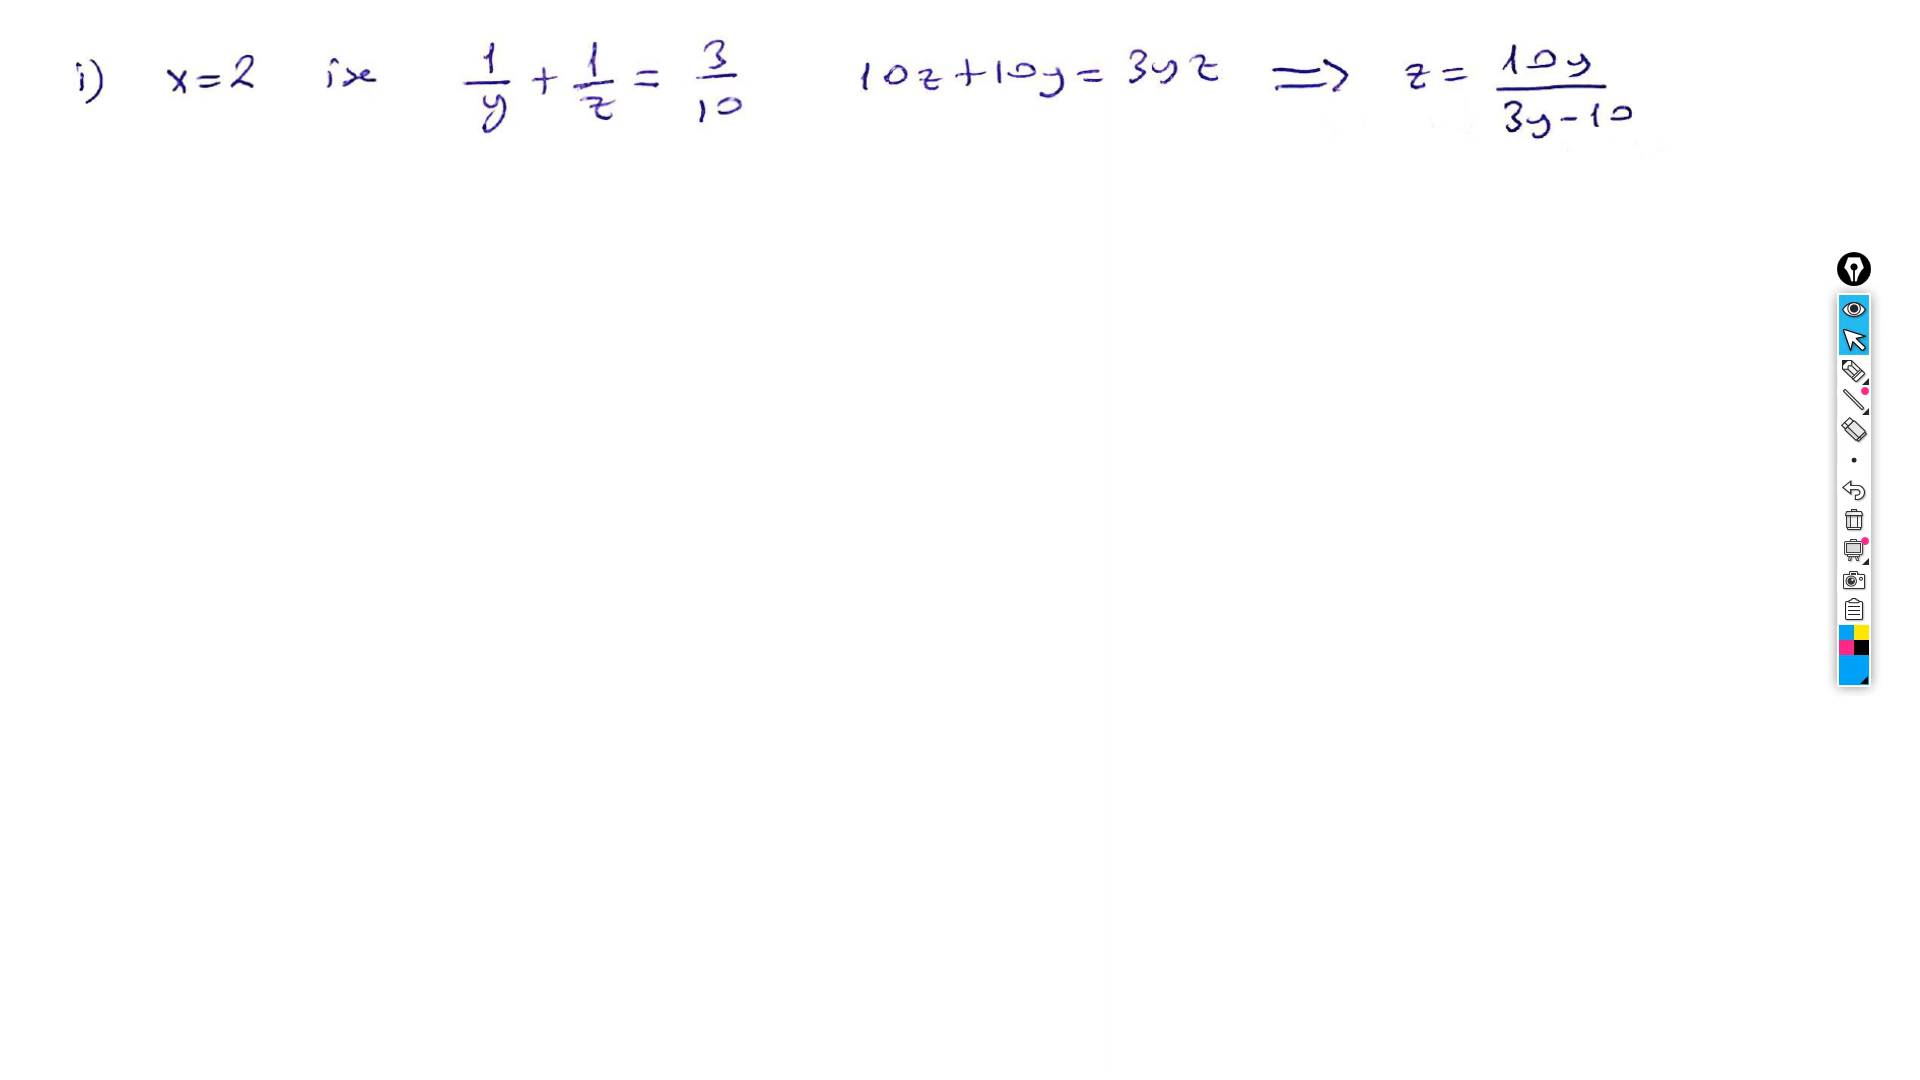 i) x=2 ise 1/y + 1/z = 3/10 10z+10y=3yz ⟹ z = 10y/(3y-10)